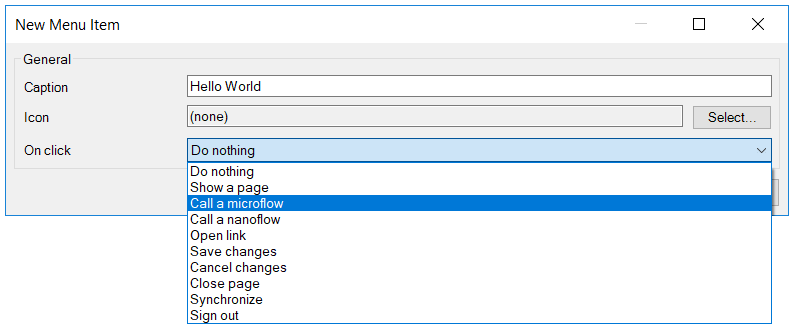 New Menu Item
General
Caption
Hello World
Icon
(none)
Select...
On click
Do nothing
Do nothing
Show a page
Call a microflow
Call a nanoflow
Open link
Save changes
Cancel changes
Close page
Synchronize
Sign out